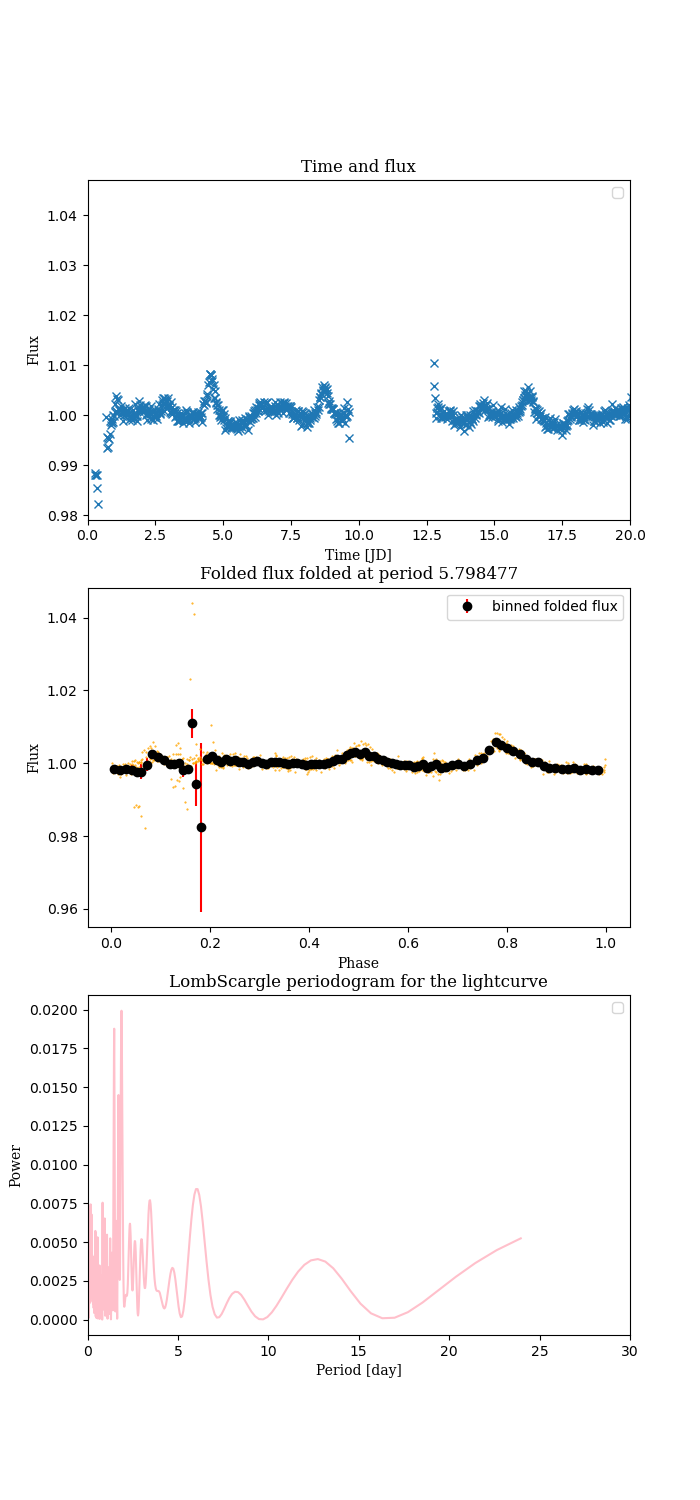 Time and flux
1.04
1.03
1.02
1.01
1.00
0.99
0.98
Flux
0.0 2.5 5.0 7.5 10.0 12.5 15.0 17.5 20.0
Time [JD]
Folded flux folded at period 5.798477
binned folded flux
1.04
1.02
1.00
0.98
0.96
Flux
0.0 0.2 0.4 0.6 0.8 1.0
Phase
LombScargle periodogram for the lightcurve
0.0200
0.0175
0.0150
0.0125
0.0100
0.0075
0.0050
0.0025
0.0000
Power
0 5 10 15 20 25 30
Period [day]